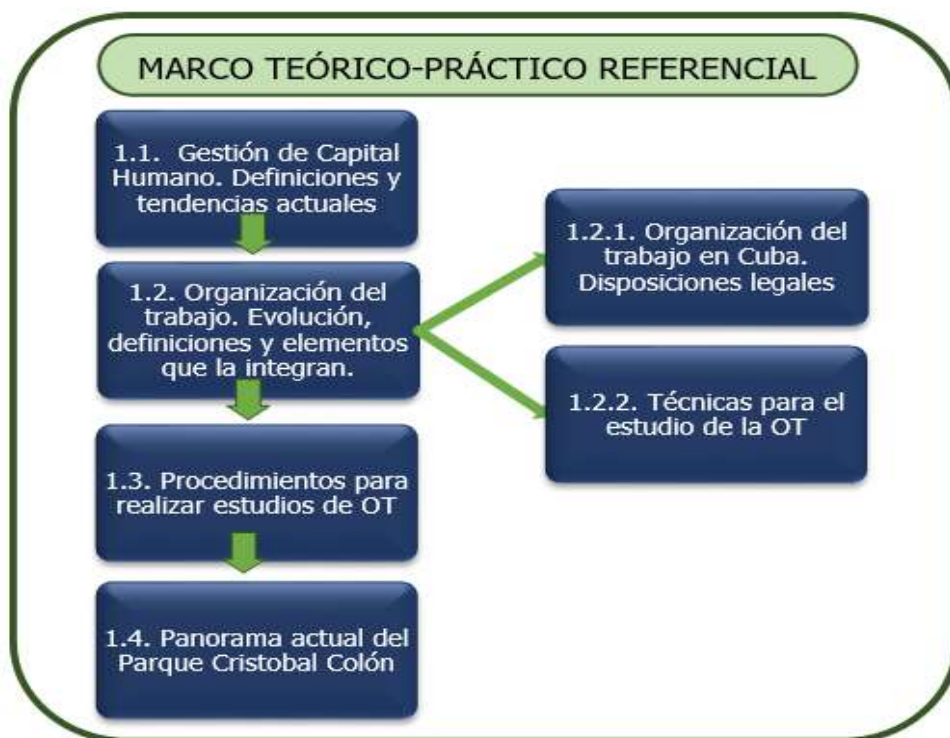 MARCO TEÓRICO-PRÁCTICO REFERENCIAL
1.1. Gestión de Capital
Humano. Definiciones y
tendencias actuales
1.2. Organización del
trabajo. Evolución,
definiciones y elementos
que la integran.
1.2.1. Organización del
trabajo en Cuba.
Disposiciones legales
1.2.2. Técnicas para el
estudio de la OT
1.3. Procedimientos para
realizar estudios de OT
1.4. Panorama actual del
Parque Cristobal Colón